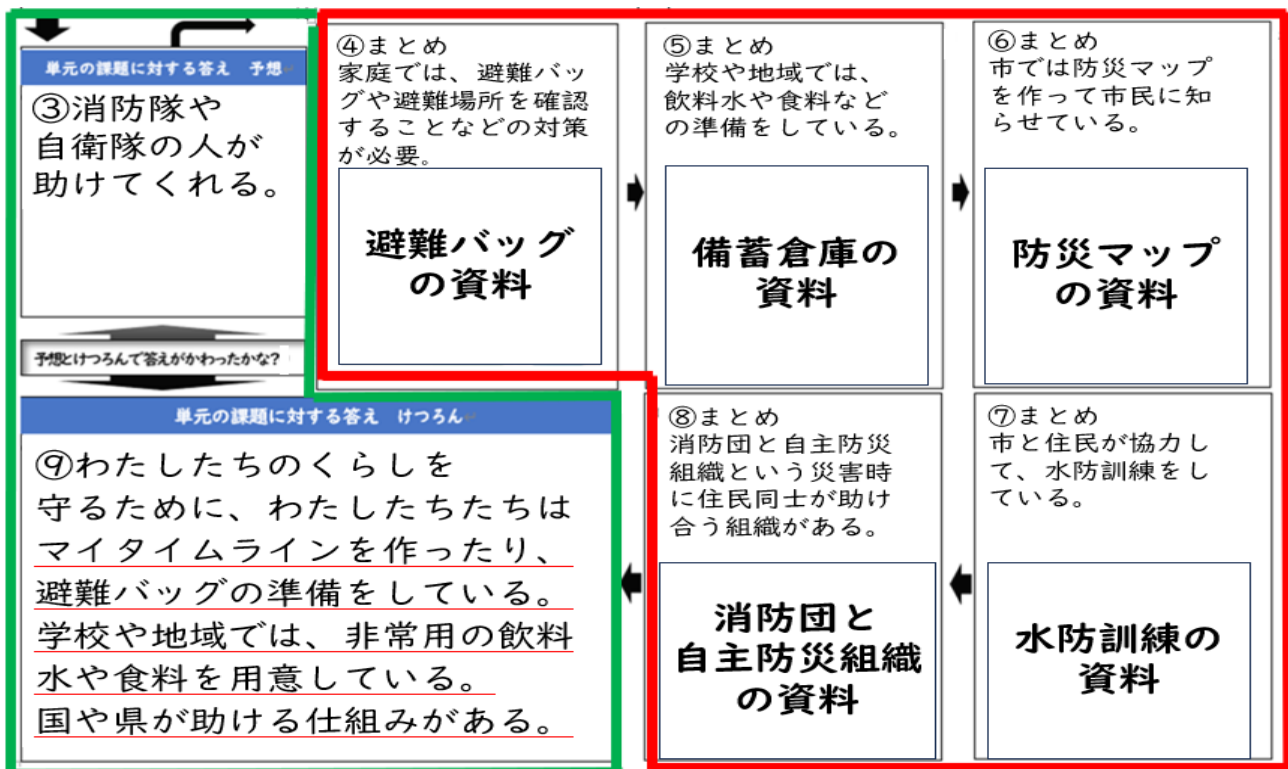 単元の課題に対する答え 予想
③消防隊や
自衛隊の人が
助けてくれる。
④まとめ
家庭では、避難バッ
グや避難場所を確認
することなどの対策
が必要。
避難バッグ
の資料
⑤まとめ
学校や地域では、
飲料水や食料など
の準備をしている。
備蓄倉庫の
資料
⑥まとめ
市では防災マップ
を作って市民に知
らせている。
防災マップ
の資料
⑦まとめ
市と住民が協力し
て、水防訓練をし
ている。
水防訓練の
資料
⑧まとめ
消防団と自主防災
組織という災害時
に住民同士が助け
合う組織がある。
消防団と
自主防災組織
の資料
予想とけつろんで答えがかわったかな?
単元の課題に対する答え けつろん
⑨わたしたちのくらしを
守るために、わたしたちたちは
マイタイムラインを作ったり、
避難バッグの準備をしている。
学校や地域では、非常用の飲料
水や食料を用意している。
国や県が助ける仕組みがある。